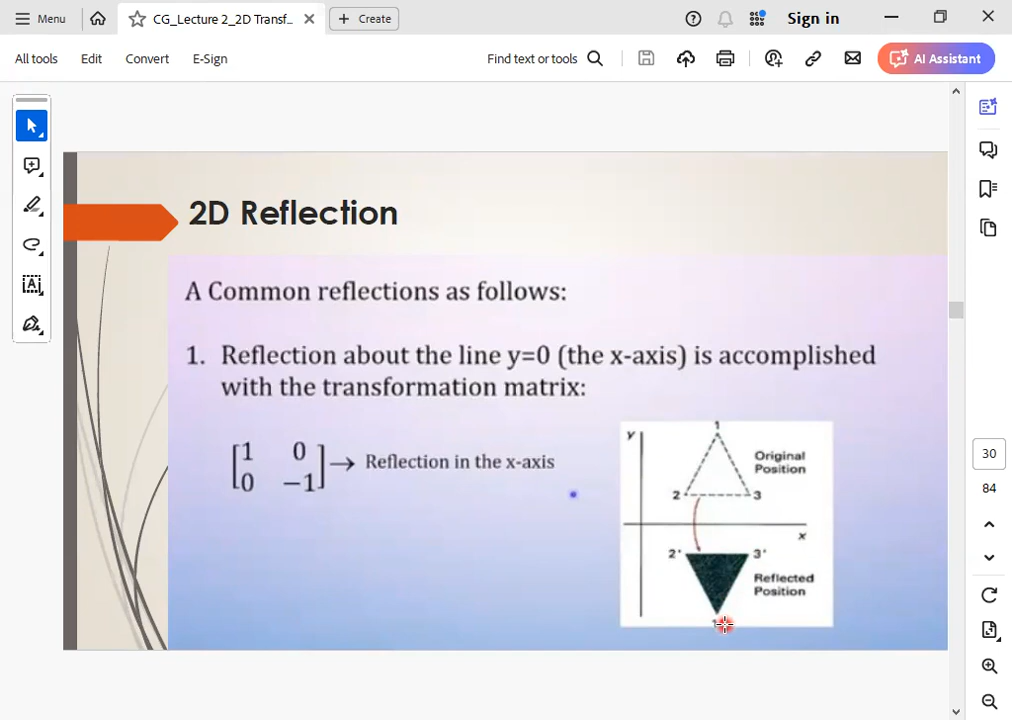 Menu
CG_Lecture 2_2D Transf...
Create
Sign in
All tools
Edit
Convert
E-Sign
Find text or tools
AI Assistant
2D Reflection
A Common reflections as follows:
1. Reflection about the line y=0 (the x-axis) is accomplished
with the transformation matrix:
[1 0
0 −1] → Reflection in the x-axis
y
1
Original
Position
2
3
x
2'
3'
Reflected
Position
30
84